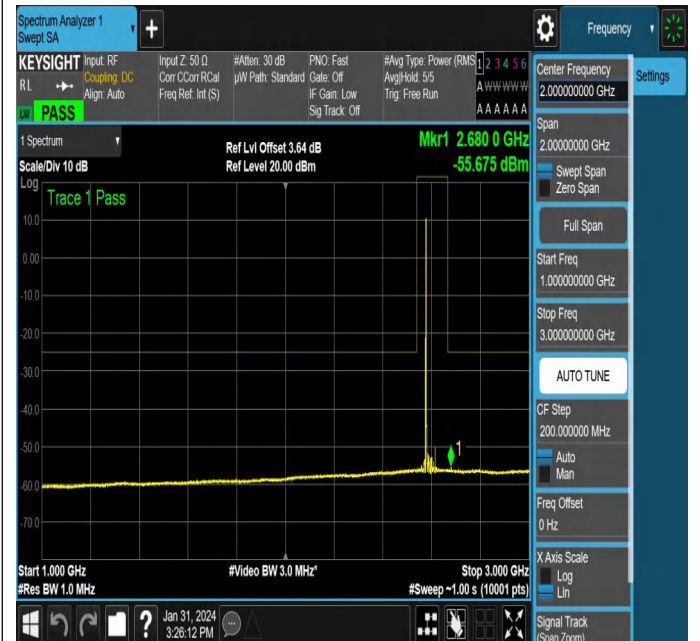 Spectrum Analyzer 1
Swept SA
+
Frequency
KEYSIGHT
RL
LXI PASS
Input: RF
Coupling: DC
Align: Auto
Input Z: 50 Ω
Corr CCorr RCal
Freq Ref: Int (S)
#Atten: 30 dB
µW Path: Standard
PNO: Fast
Gate: Off
IF Gain: Low
Sig Track: Off
#Avg Type: Power (RMS
Avg|Hold: 5/5
Trig: Free Run
1 2 3 4 5 6
A W W W W W
A A A A A A
1 Spectrum
Scale/Div 10 dB
Ref Lvl Offset 3.64 dB
Ref Level 20.00 dBm
Mkr1 2.680 0 GHz
-55.675 dBm
Log
Trace 1 Pass
10.0
0.00
-10.0
-20.0
-30.0
-40.0
-50.0
-60.0
-70.0
1
Start 1.000 GHz
#Res BW 1.0 MHz
#Video BW 3.0 MHz*
Stop 3.000 GHz
#Sweep ~1.00 s (10001 pts)
?
Jan 31, 2024
3:26:12 PM
Center Frequency
2.00000000 GHz
Settings
Span
2.00000000 GHz
Swept Span
Zero Span
Full Span
Start Freq
1.000000000 GHz
Stop Freq
3.000000000 GHz
AUTO TUNE
CF Step
200.000000 MHz
Auto
Man
Freq Offset
0 Hz
X Axis Scale
Log
Lin
Signal Track
(Span Zoom)